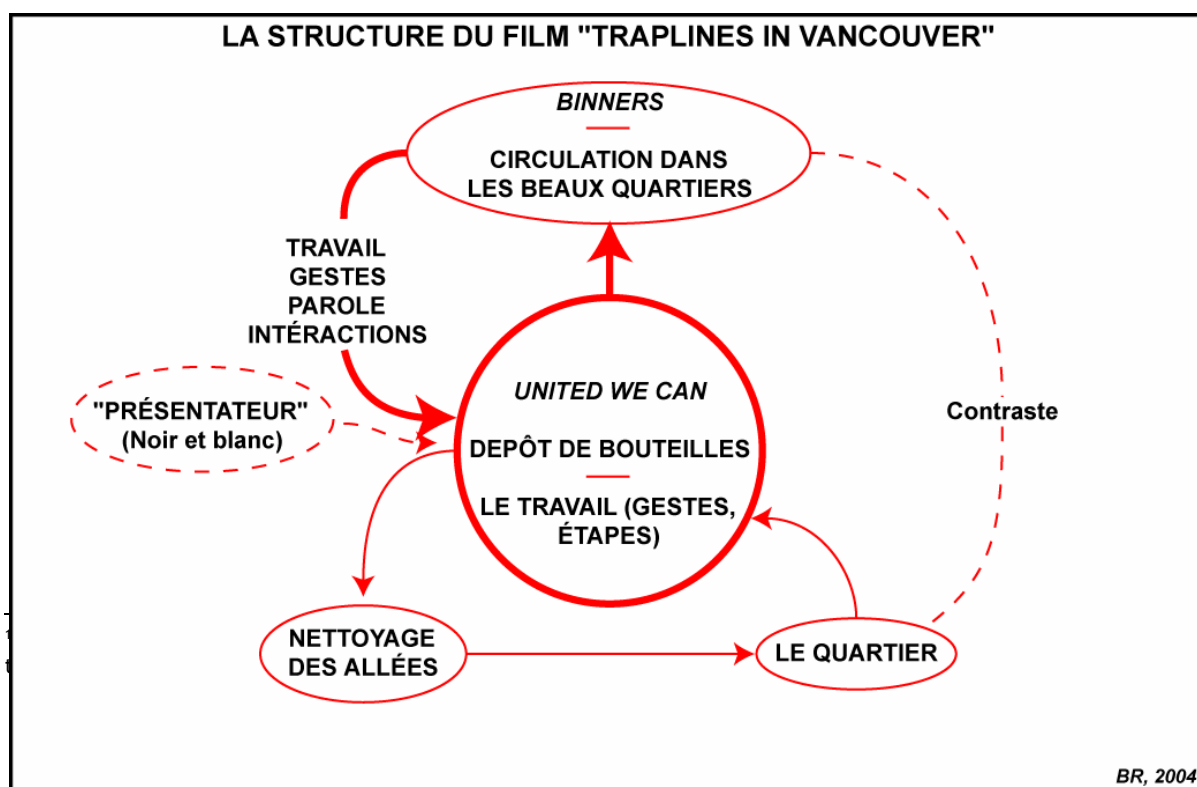 LA STRUCTURE DU FILM "TRAPLINES IN VANCOUVER"
BINNERS
CIRCULATION DANS
LES BEAUX QUARTIERS
TRAVAIL
GESTES
PAROLE
INTÉRACTIONS
"PRÉSENTATEUR"
(Noir et blanc)
UNITED WE CAN
DEPÔT DE BOUTEILLES
LE TRAVAIL (GESTES,
ÉTAPES)
Contraste
NETTOYAGE
DES ALLÉES
LE QUARTIER
BR, 2004